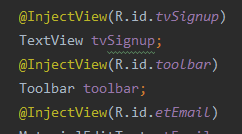 @InjectView(R.id.tvSignup)
TextView tvSignup;
@InjectView(R.id.toolbar)
Toolbar toolbar;
@InjectView(R.id.etEmail)